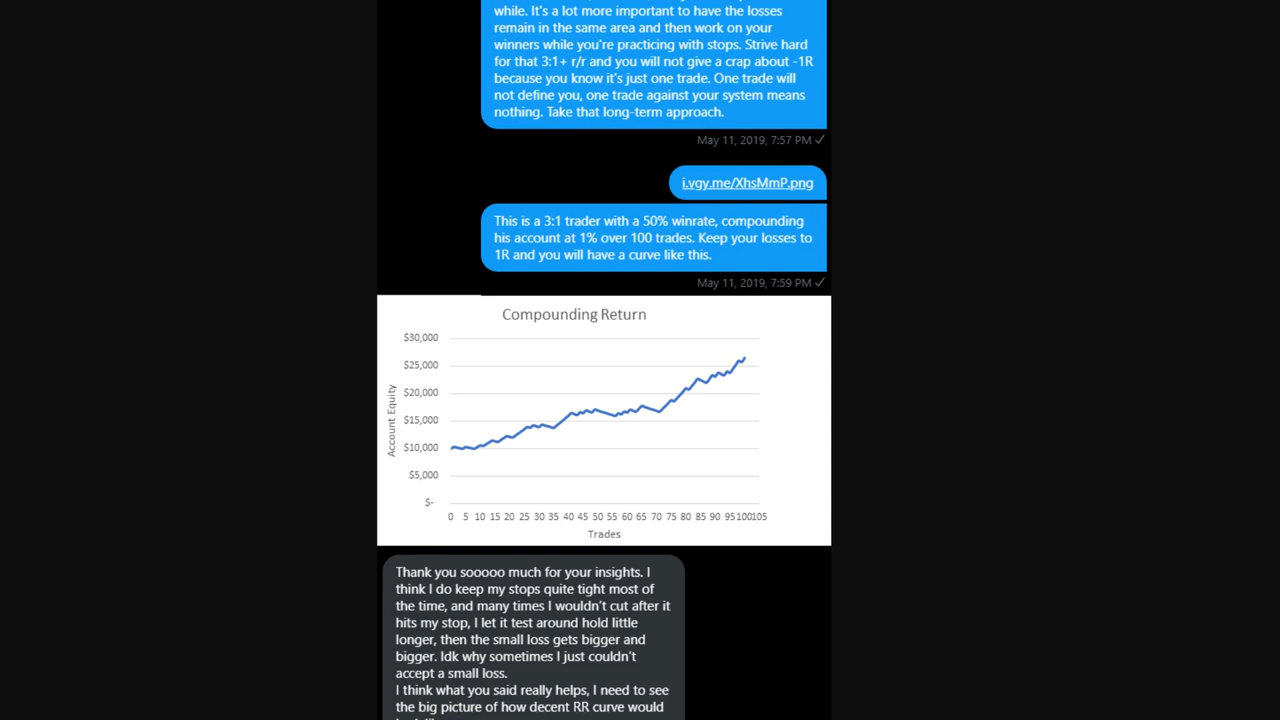 while. It's a lot more important to have the losses
remain in the same area and then work on your
winners while you're practicing with stops. Strive hard
for that 3:1+ r/r and you will not give a crap about -1R
because you know it's just one trade. One trade will
not define you, one trade against your system means
nothing. Take that long-term approach.
May 11, 2019, 7:57 PM ✓
i.vgy.me/XhsMmP.png
This is a 3:1 trader with a 50% winrate, compounding
his account at 1% over 100 trades. Keep your losses to
1R and you will have a curve like this.
May 11, 2019, 7:59 PM ✓
Compounding Return
$30,000
$25,000
$20,000
$15,000
$10,000
$5,000
$-
Account Equity
0 5 10 15 20 25 30 35 40 45 50 55 60 65 70 75 80 85 90 95 100 105
Trades
Thank you sooooo much for your insights. I
think I do keep my stops quite tight most of
the time, and many times I wouldn't cut after it
hits my stop, I let it test around hold little
longer, then the small loss gets bigger and
bigger. Idk why sometimes I just couldn't
accept a small loss.
I think what you said really helps, I need to see
the big picture of how decent RR curve would